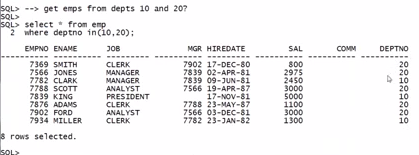 SQL> --> get emps from depts 10 and 20?
SQL>
SQL> select * from emp
  2  where deptno in(10,20);

     EMPNO ENAME      JOB              MGR HIREDATE         SAL       COMM     DEPTNO
      7369 SMITH      CLERK           7902 17-DEC-80        800                    20
      7566 JONES      MANAGER         7839 02-APR-81       2975                    20
      7782 CLARK      MANAGER         7839 09-JUN-81       2450                    10
      7788 SCOTT      ANALYST         7566 19-APR-87       3000                    20
      7839 KING       PRESIDENT            17-NOV-81       5000                    10
      7876 ADAMS      CLERK           7788 23-MAY-87       1100                    20
      7902 FORD       ANALYST         7566 03-DEC-81       3000                    20
      7934 MILLER     CLERK           7782 23-JAN-82       1300                    10

8 rows selected.

SQL>